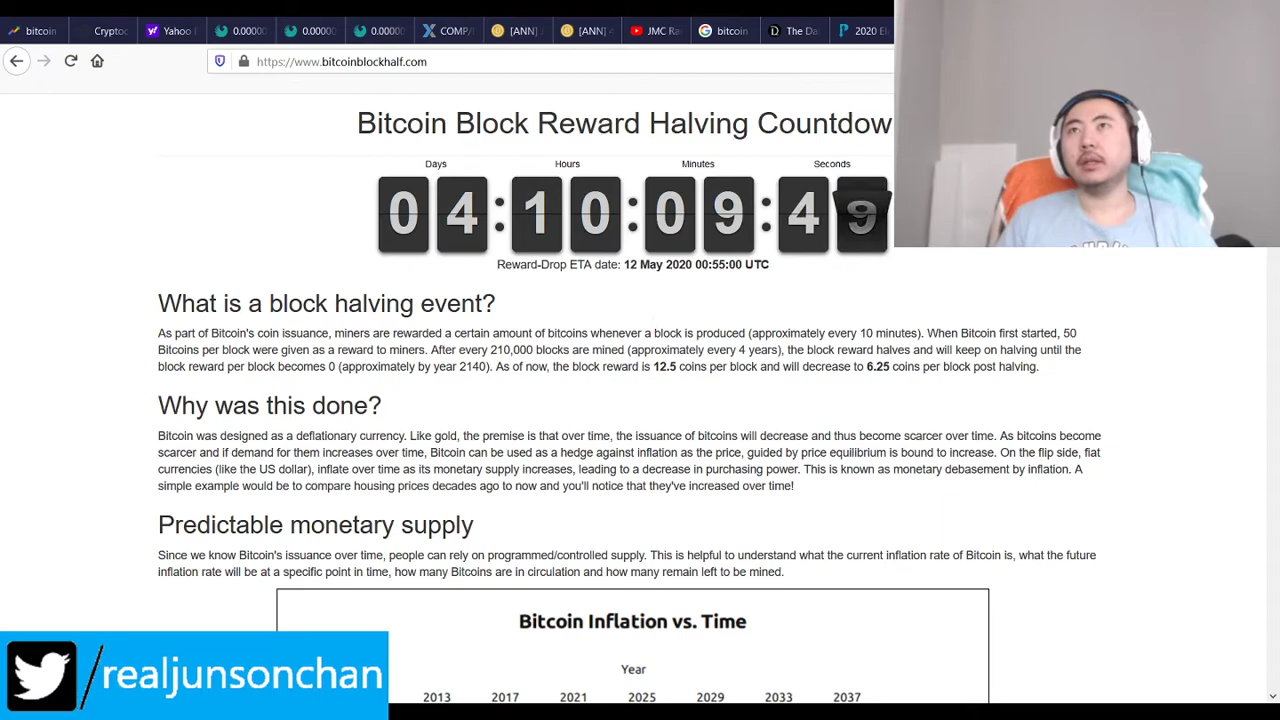 bitcoin
Cryptoc
Yahoo
0.00000
0.00000
0.00000
COMP/
[ANN]
[ANN]
JMC Ra
bitcoin
The Da
2020 El
https://www.bitcoinblockhalf.com
Bitcoin Block Reward Halving Countdow
Days Hours Minutes Seconds
04:10:09:49
Reward-Drop ETA date: 12 May 2020 00:55:00 UTC
What is a block halving event?
As part of Bitcoin's coin issuance, miners are rewarded a certain amount of bitcoins whenever a block is produced (approximately every 10 minutes). When Bitcoin first started, 50
Bitcoins per block were given as a reward to miners. After every 210,000 blocks are mined (approximately every 4 years), the block reward halves and will keep on halving until the
block reward per block becomes 0 (approximately by year 2140). As of now, the block reward is 12.5 coins per block and will decrease to 6.25 coins per block post halving.
Why was this done?
Bitcoin was designed as a deflationary currency. Like gold, the premise is that over time, the issuance of bitcoins will decrease and thus become scarcer over time. As bitcoins become
scarcer and if demand for them increases over time, Bitcoin can be used as a hedge against inflation as the price, guided by price equilibrium is bound to increase. On the flip side, fiat
currencies (like the US dollar), inflate over time as its monetary supply increases, leading to a decrease in purchasing power. This is known as monetary debasement by inflation. A
simple example would be to compare housing prices decades ago to now and you'll notice that they've increased over time!
Predictable monetary supply
Since we know Bitcoin's issuance over time, people can rely on programmed/controlled supply. This is helpful to understand what the current inflation rate of Bitcoin is, what the future
inflation rate will be at a specific point in time, how many Bitcoins are in circulation and how many remain left to be mined.
Bitcoin Inflation vs. Time
Year
2013 2017 2021 2025 2029 2033 2037
/realjunsonchan